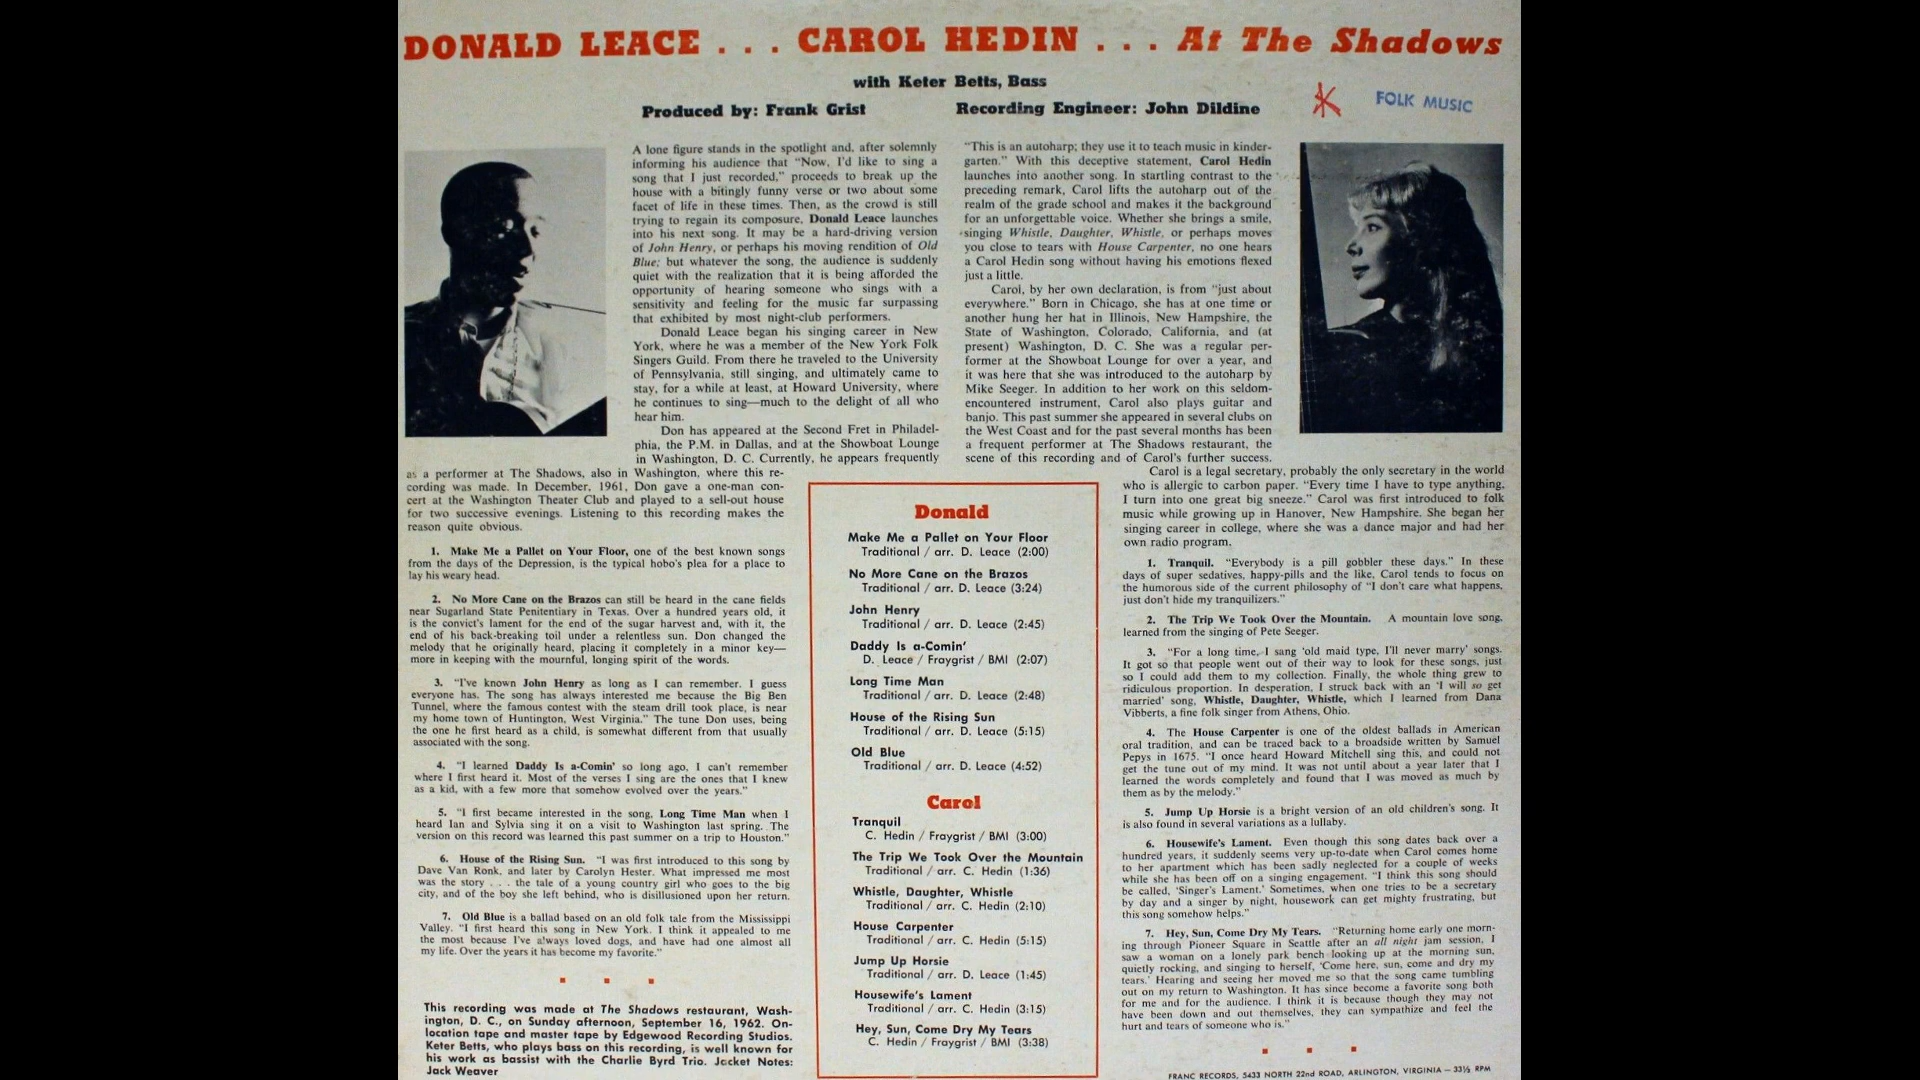 DONALD LEACE . . . CAROL HEDIN . . . At The Shadows
with Keter Betts, Bass
Produced by: Frank Grist
Recording Engineer: John Dildine
K
FOLK MUSIC
A lone figure stands in the spotlight and, after solemnly
informing his audience that "Now, I'd like to sing a
song that I just recorded," proceeds to break up the
house with a bitingly funny verse or two about some
facet of life in these times. Then, as the crowd is still
trying to regain its composure, Donald Leace launches
into his next song. It may be a hard-driving version
of John Henry, or perhaps his moving rendition of Old
Blue; but whatever the song, the audience is suddenly
quiet with the realization that it is being afforded the
opportunity of hearing someone who sings with a
sensitivity and feeling for the music far surpassing
that exhibited by most night-club performers.
Donald Leace began his singing career in New
York, where he was a member of the New York Folk
Singers Guild. From there he traveled to the University
of Pennsylvania, still singing, and ultimately came to
stay, for a while at least, at Howard University, where
he continues to sing—much to the delight of all who
hear him.
Don has appeared at the Second Fret in Philadel-
phia, the P.M. in Dallas, and at the Showboat Lounge
in Washington, D. C. Currently, he appears frequently
as a performer at The Shadows, also in Washington, where this re-
cording was made. In December, 1961, Don gave a one-man con-
cert at the Washington Theater Club and played to a sell-out house
for two successive evenings. Listening to this recording makes the
reason quite obvious.
1. Make Me a Pallet on Your Floor, one of the best known songs
from the days of the Depression, is the typical hobo's plea for a place to
lay his weary head.
2. No More Cane on the Brazos can still be heard in the cane fields
near Sugarland State Penitentiary in Texas. Over a hundred years old, it
is the convict's lament for the end of the sugar harvest and, with it, the
end of his back-breaking toil under a relentless sun. Don changed the
melody that he originally heard, placing it completely in a minor key—
more in keeping with the mournful, longing spirit of the words.
3. "I've known John Henry as long as I can remember. I guess
everyone has. The song has always interested me because the Big Ben
Tunnel, where the famous contest with the steam drill took place, is near
my home town of Huntington, West Virginia." The tune Don uses, being
the one he first heard as a child, is somewhat different from that usually
associated with the song.
4. "I learned Daddy Is a-Comin' so long ago, I can't remember
where I first heard it. Most of the verses I sing are the ones that I knew
as a kid, with a few more that somehow evolved over the years."
5. "I first became interested in the song, Long Time Man when I
heard Ian and Sylvia sing it on a visit to Washington last spring. The
version on this record was learned this past summer on a trip to Houston."
6. House of the Rising Sun. "I was first introduced to this song by
Dave Van Ronk, and later by Carolyn Hester. What impressed me most
was the story . . . the tale of a young country girl who goes to the big
city, and of the boy she left behind, who is disillusioned upon her return.
7. Old Blue is a ballad based on an old folk tale from the Mississippi
Valley. "I first heard this song in New York. I think it appealed to me
the most because I've always loved dogs, and have had one almost all
my life. Over the years it has become my favorite."
This recording was made at The Shadows restaurant, Wash-
ington, D. C., on Sunday afternoon, September 16, 1962. On-
location tape and master tape by Edgewood Recording Studios.
Keter Betts, who plays bass on this recording, is well known for
his work as bassist with the Charlie Byrd Trio. Jacket Notes:
Jack Weaver
Donald
Make Me a Pallet on Your Floor
Traditional / arr. D. Leace (2:00)
No More Cane on the Brazos
Traditional / arr. D. Leace (3:24)
John Henry
Traditional / arr. D. Leace (2:45)
Daddy Is a-Comin'
D. Leace / Fraygrist / BMI (2:07)
Long Time Man
Traditional / arr. D. Leace (2:48)
House of the Rising Sun
Traditional / arr. D. Leace (5:15)
Old Blue
Traditional / arr. D. Leace (4:52)
Carol
Tranquil
C. Hedin / Fraygrist / BMI (3:00)
The Trip We Took Over the Mountain
Traditional / arr. C. Hedin (1:36)
Whistle, Daughter, Whistle
Traditional / arr. C. Hedin (2:10)
House Carpenter
Traditional / arr. C. Hedin (5:15)
Jump Up Horsie
Traditional / arr. D. Leace (1:45)
Housewife's Lament
Traditional / arr. C. Hedin (3:15)
Hey, Sun, Come Dry My Tears
C. Hedin / Fraygrist / BMI (3:38)
"This is an autoharp; they use it to teach music in kinder-
garten." With this deceptive statement, Carol Hedin
launches into another song. In startling contrast to the
preceding remark, Carol lifts the autoharp out of the
realm of the grade school and makes it the background
for an unforgettable voice. Whether she brings a smile,
singing Whistle, Daughter, Whistle, or perhaps moves
you close to tears with House Carpenter, no one hears
a Carol Hedin song without having his emotions flexed
just a little.
Carol, by her own declaration, is from "just about
everywhere." Born in Chicago, she has at one time or
another hung her hat in Illinois, New Hampshire, the
State of Washington, Colorado, California, and (at
present) Washington, D. C. She was a regular per-
former at the Showboat Lounge for over a year, and
it was here that she was introduced to the autoharp by
Mike Seeger. In addition to her work on this seldom-
encountered instrument, Carol also plays guitar and
banjo. This past summer she appeared in several clubs on
the West Coast and for the past several months has been
a frequent performer at The Shadows restaurant, the
scene of this recording and of Carol's further success.
Carol is a legal secretary, probably the only secretary in the world
who is allergic to carbon paper. "Every time I have to type anything,
I turn into one great big sneeze." Carol was first introduced to folk
music while growing up in Hanover, New Hampshire. She began her
singing career in college, where she was a dance major and had her
own radio program.
1. Tranquil. "Everybody is a pill gobbler these days." In these
days of super sedatives, happy-pills and the like, Carol tends to focus on
the humorous side of the current philosophy of "I don't care what happens,
just don't hide my tranquilizers."
2. The Trip We Took Over the Mountain. A mountain love song,
learned from the singing of Pete Seeger.
3. "For a long time, I sang 'old maid type, I'll never marry' songs.
It got so that people went out of their way to look for these songs, just
so I could add them to my collection. Finally, the whole thing grew to
ridiculous proportion. In desperation, I struck back with an 'I will so get
married' song, Whistle, Daughter, Whistle, which I learned from Dana
Vibberts, a fine folk singer from Athens, Ohio.
4. The House Carpenter is one of the oldest ballads in American
oral tradition, and can be traced back to a broadside written by Samuel
Pepys in 1675. "I once heard Howard Mitchell sing this, and could not
get the tune out of my mind. It was not until about a year later that I
learned the words completely and found that I was moved as much by
them as by the melody."
5. Jump Up Horsie is a bright version of an old children's song. It
is also found in several variations as a lullaby.
6. Housewife's Lament. Even though this song dates back over a
hundred years, it suddenly seems very up-to-date when Carol comes home
to her apartment which has been sadly neglected for a couple of weeks
while she has been off on a singing engagement. "I think this song should
be called, 'Singer's Lament.' Sometimes, when one tries to be a secretary
by day and a singer by night, housework can get mighty frustrating, but
this song somehow helps."
7. Hey, Sun, Come Dry My Tears. "Returning home early one morn-
ing through Pioneer Square in Seattle after an all night jam session, I
saw a woman on a lonely park bench looking up at the morning sun,
quietly rocking, and singing to herself, 'Come here, sun, come and dry my
tears.' Hearing and seeing her moved me so that the song came tumbling
out on my return to Washington. It has since become a favorite song both
for me and for the audience. I think it is because though they may not
have been down and out themselves, they can sympathize and feel the
hurt and tears of someone who is."
FRANC RECORDS, 5433 NORTH 22nd ROAD, ARLINGTON, VIRGINIA — 33⅓ RPM